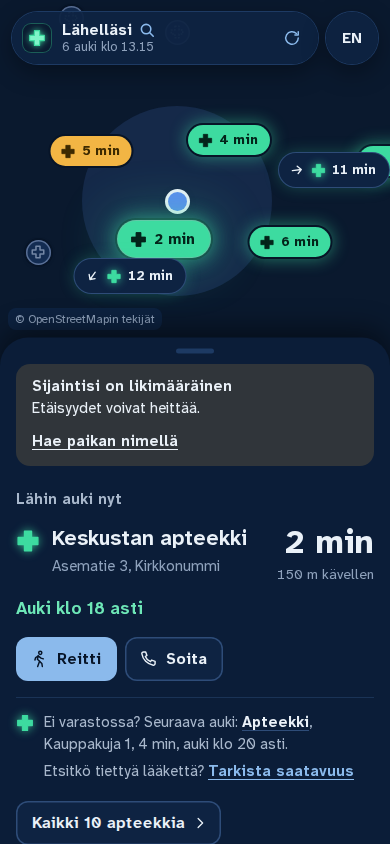 Lähelläsi
6 auki klo 13.15
EN
5 min
4 min
11 min
2 min
6 min
12 min
© OpenStreetMapin tekijät
Sijaintisi on likimääräinen
Etäisyydet voivat heittää.
Hae paikan nimellä
Lähin auki nyt
Keskustan apteekki
2 min
Asematie 3, Kirkkonummi
150 m kävellen
Auki klo 18 asti
Reitti
Soita
Ei varastossa? Seuraava auki: Apteekki,
Kauppakuja 1, 4 min, auki klo 20 asti.
Etsitkö tiettyä lääkettä? Tarkista saatavuus
Kaikki 10 apteekkia